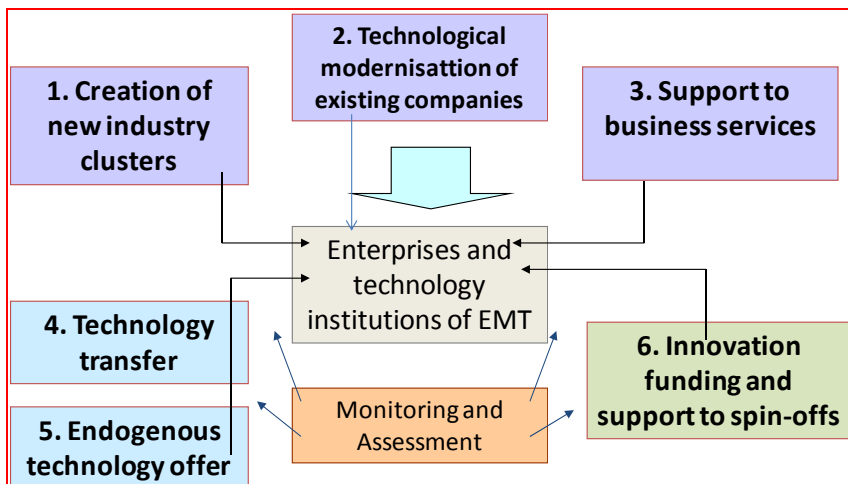 1. Creation of
new industry
clusters
2. Technological
modernisattion of
existing companies
3. Support to
business services
Enterprises and
technology
institutions of EMT
4. Technology
transfer
5. Endogenous
technology offer
Monitoring and
Assessment
6. Innovation
funding and
support to spin-offs